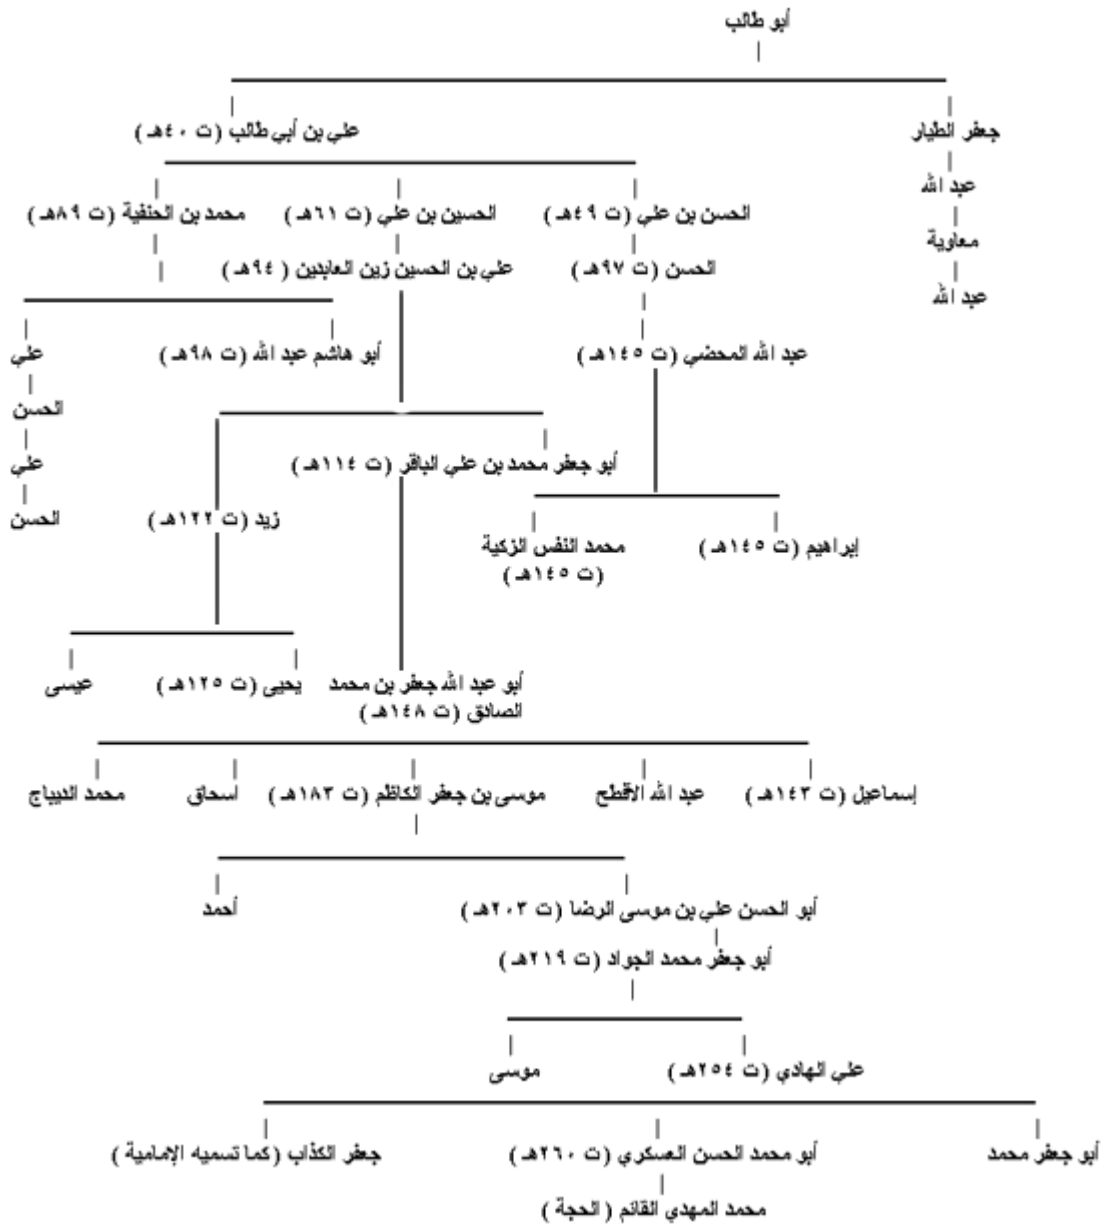 أبو طالب
جعفر الطيار
علي بن أبي طالب (ت ٤٠هـ)
عبد الله
الحسن بن علي (ت ٤٩هـ)
الحسين بن علي (ت ٦١هـ)
محمد بن الحنفية (ت ٨٩هـ)
معاوية
الحسن (ت ٩٧هـ)
علي بن الحسين زين العابدين (٩٤هـ)
عبد الله
عبد الله المحضي (ت ١٤٥هـ)
أبو هاشم عبد الله (ت ٩٨هـ)
علي
الحسن
أبو جعفر محمد بن علي الباقر (ت ١١٤هـ)
علي
زيد (ت ١٢٢هـ)
الحسن
إبراهيم (ت ١٤٥هـ)
محمد النفس الزكية
(ت ١٤٥هـ)
أبو عبد الله جعفر بن محمد
الصادق (ت ١٤٨هـ)
يحيى (ت ١٢٥هـ)
عيسى
إسماعيل (ت ١٤٣هـ)
عبد الله الاقطح
موسى بن جعفر الكاظم (ت ١٨٣هـ)
اسحاق
محمد الديباج
أبو الحسن علي بن موسى الرضا (ت ٢٠٣هـ)
أحمد
أبو جعفر محمد الجواد (ت ٢١٩هـ)
علي الهادي (ت ٢٥٤هـ)
موسى
أبو جعفر محمد
أبو محمد الحسن العسكري (ت ٢٦٠هـ)
جعفر الكذاب (كما تسميه الإمامية)
محمد المهدي القائم (الحجة)